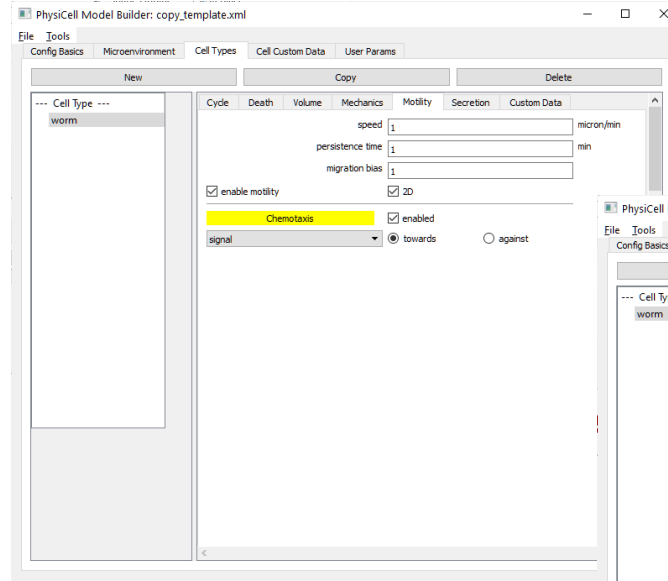 PhysiCell Model Builder: copy_template.xml
File Tools
Config Basics Microenvironment Cell Types Cell Custom Data User Params
New Copy Delete
--- Cell Type ---
worm
Cycle Death Volume Mechanics Motility Secretion Custom Data
speed 1 micron/min
persistence time 1 min
migration bias 1
enable motility 2D
Chemotaxis enabled
signal towards against
PhysiCell
File Tools
Config Basics
--- Cell Ty
worm